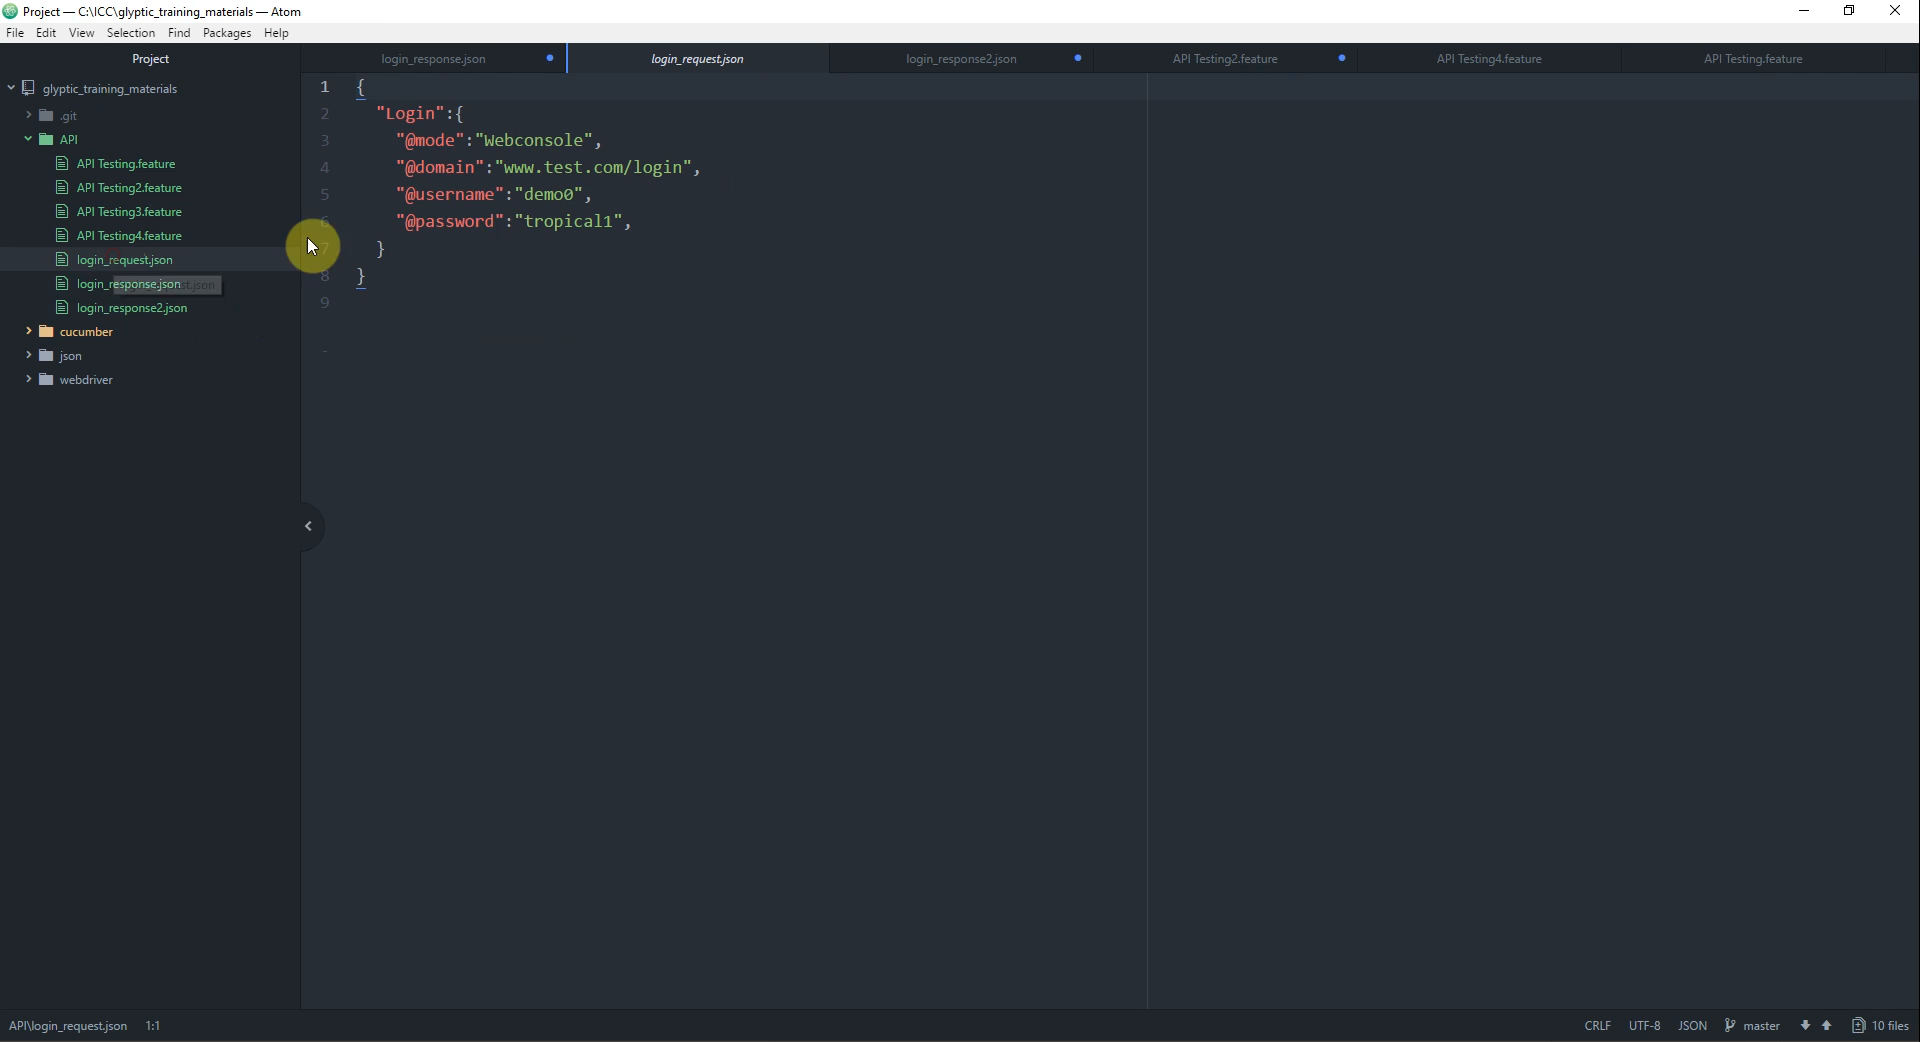 Project — C:\ICC\glyptic_training_materials — Atom
File Edit View Selection Find Packages Help
Project
login_response.json
login_request.json
login_response2.json
API Testing2.feature
API Testing4.feature
API Testing.feature
glyptic_training_materials
.git
API
API Testing.feature
API Testing2.feature
API Testing3.feature
API Testing4.feature
login_request.json
login_response.json
login_response2.json
cucumber
json
webdriver
1 {
2 "Login":{
3 "@mode":"Webconsole",
4 "@domain":"www.test.com/login",
5 "@username":"demo0",
6 "@password":"tropical1",
7 }
8 }
9
API\login_request.json 1:1
CRLF UTF-8 JSON master 10 files